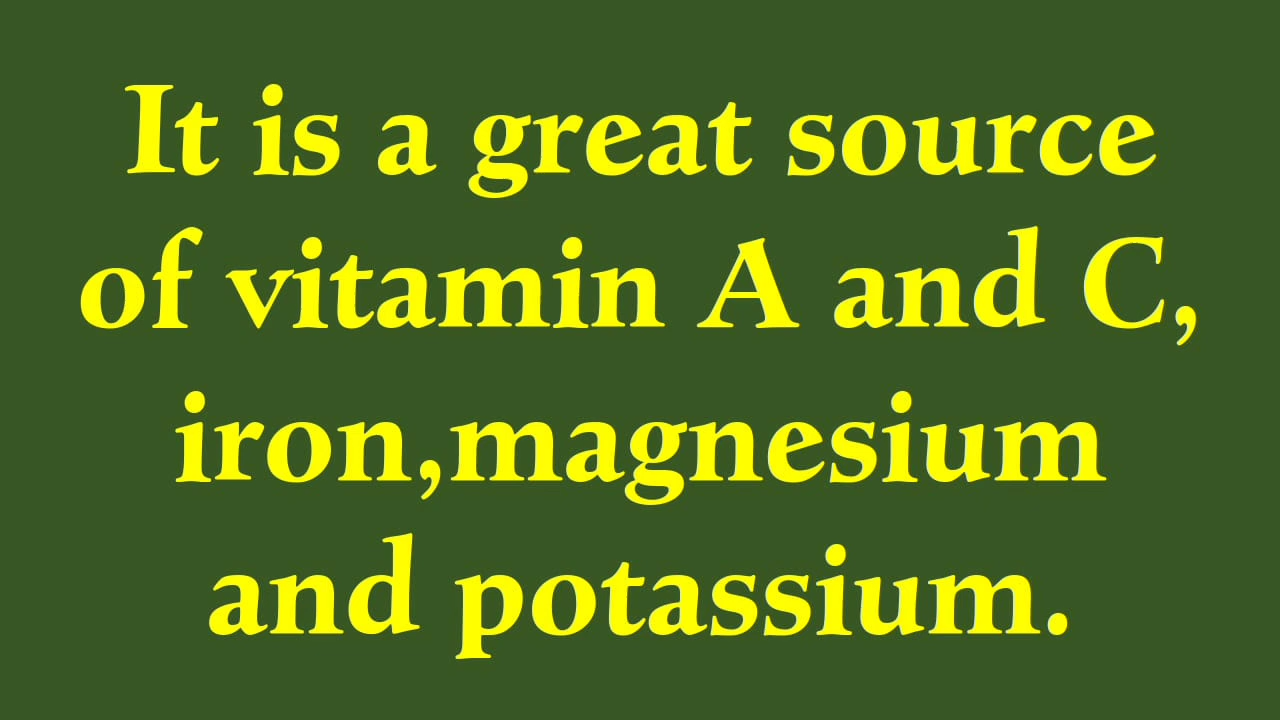 It is a great source
of vitamin A and C,
iron,magnesium
and potassium.